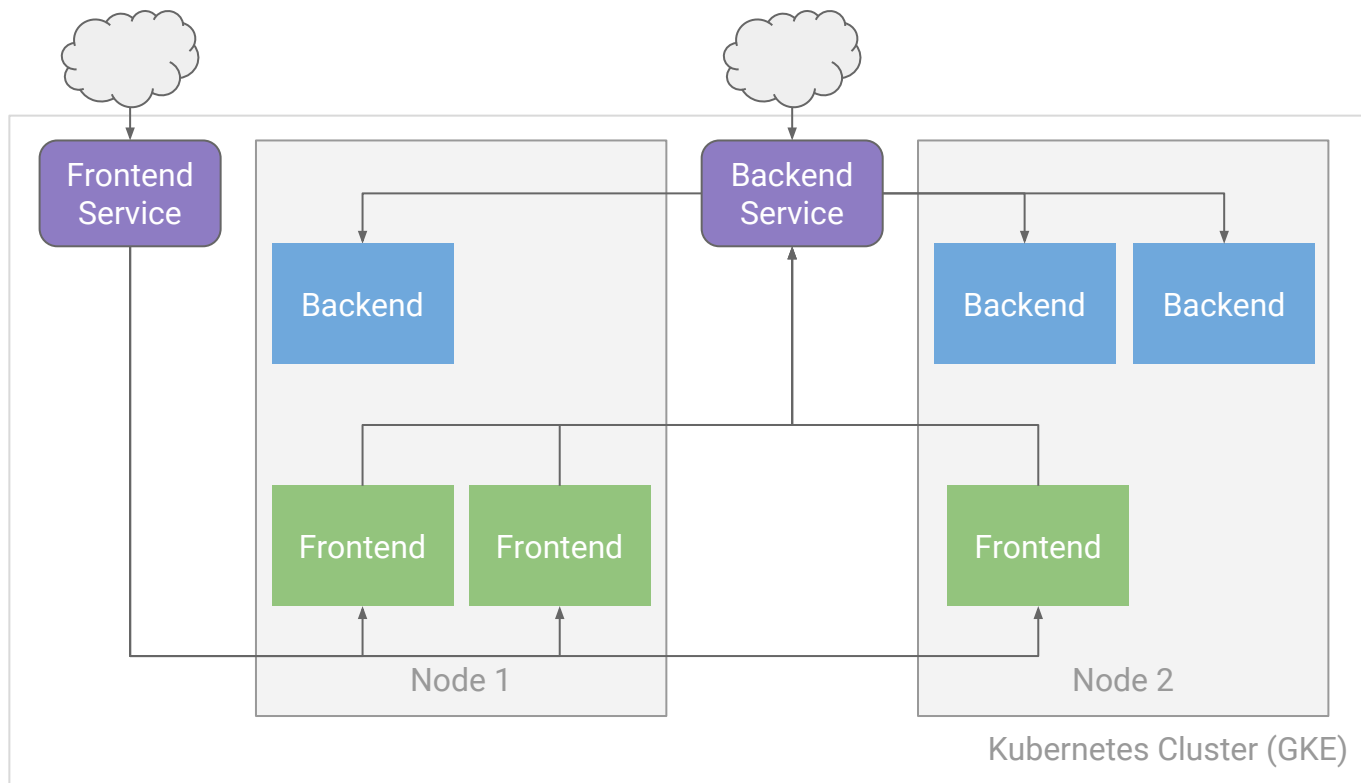 Frontend
Service
Backend
Service
Backend
Backend
Backend
Frontend
Frontend
Frontend
Node 1
Node 2
Kubernetes Cluster (GKE)